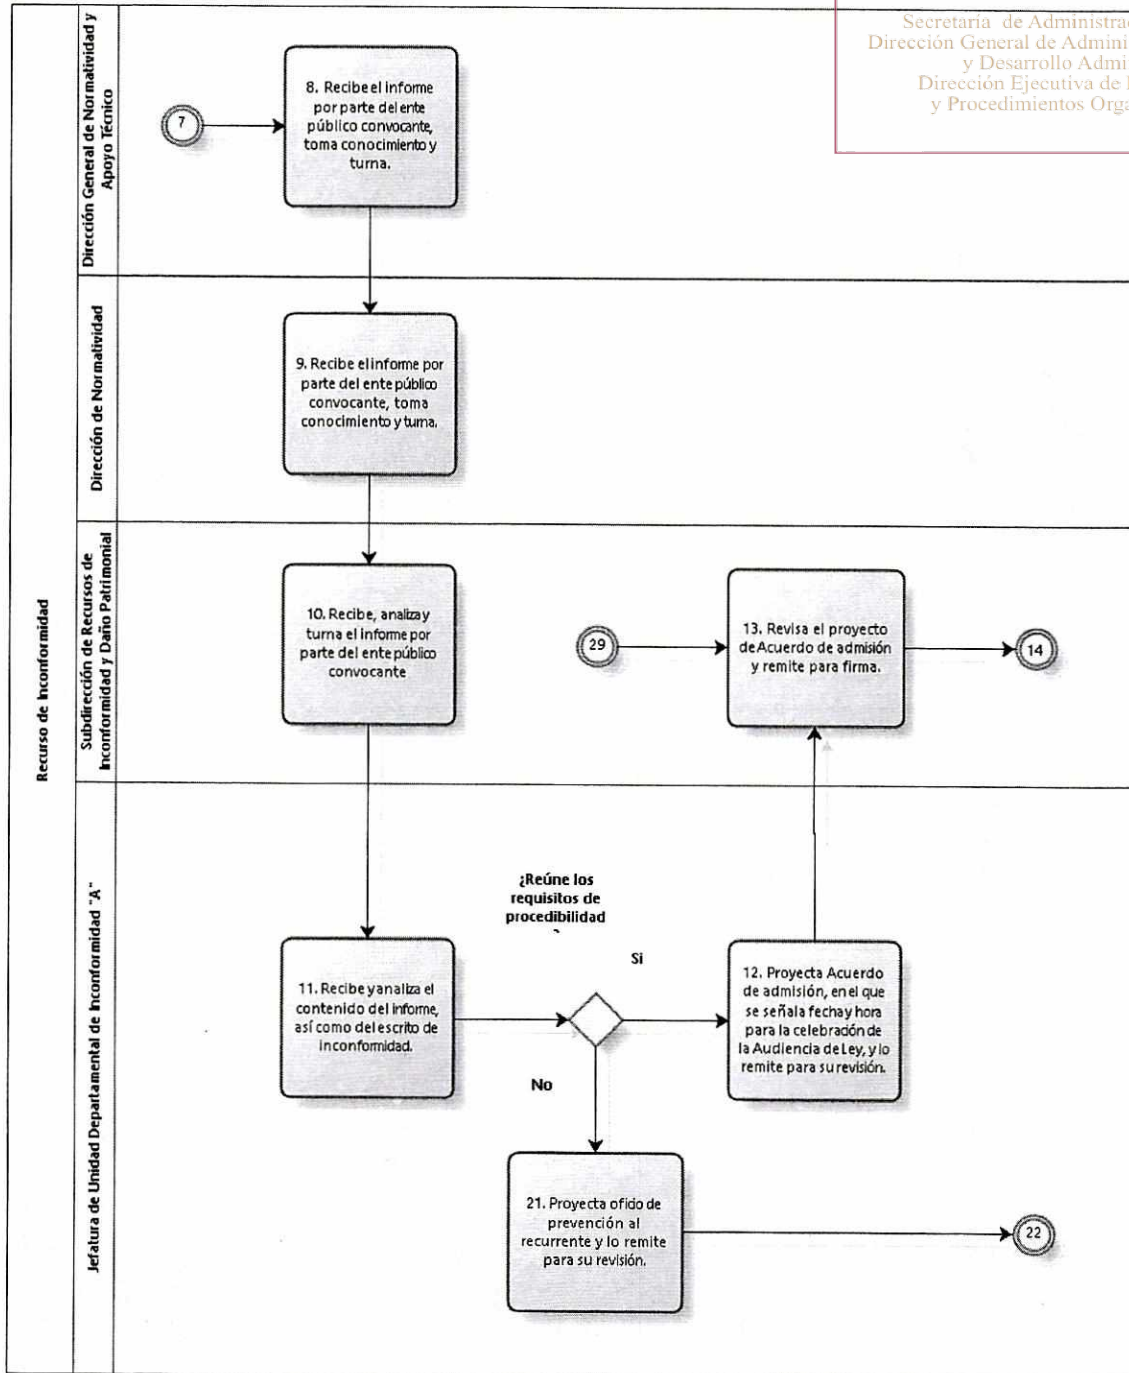 Secretaría de Administra
Dirección General de Admini
y Desarrollo Admi
Dirección Ejecutiva de
y Procedimientos Orga
Recurso de Inconformidad
Dirección General de Normatividad y
Apoyo Técnico
7
8. Recibe el informe
por parte del ente
público convocante,
toma conocimiento y
turna.
Dirección de Normatividad
9. Recibe el informe por
parte del ente público
convocante, toma
conocimiento y turna.
Subdirección de Recursos de
Inconformidad y Daño Patrimonial
10. Recibe, analiza y
turna el informe por
parte del ente público
convocante
29
13. Revisa el proyecto
de Acuerdo de admisión
y remite para firma.
14
Jefatura de Unidad Departamental de Inconformidad "A"
11. Recibe y analiza el
contenido del informe,
así como del escrito de
inconformidad.
¿Reúne los
requisitos de
procedibilidad
Si
No
12. Proyecta Acuerdo
de admisión, en el que
se señala fecha y hora
para la celebración de
la Audiencia de Ley, y lo
remite para su revisión.
21. Proyecta oficio de
prevención al
recurrente y lo remite
para su revisión.
22